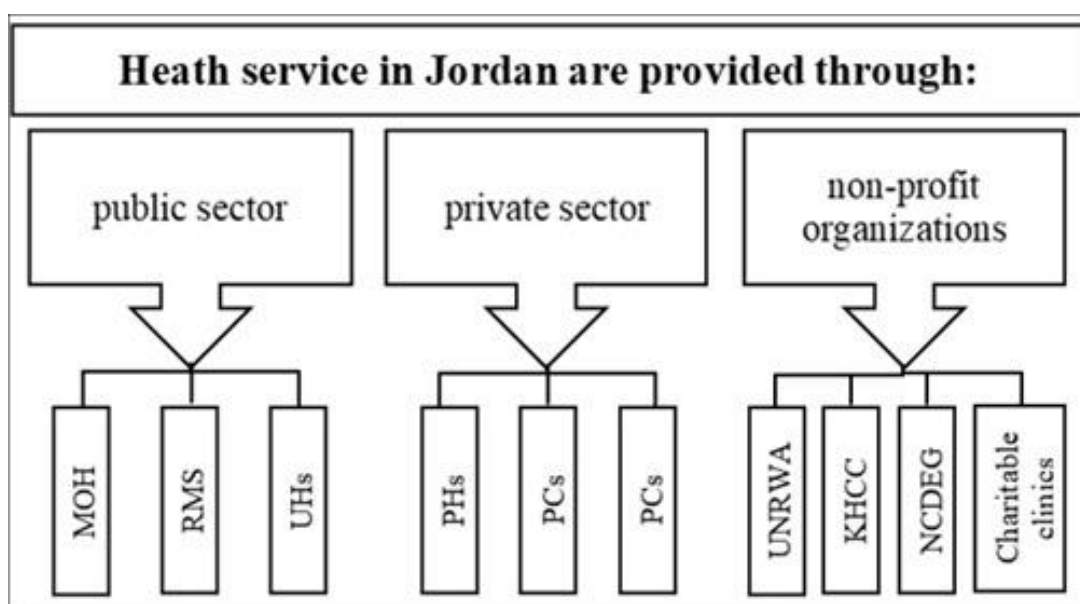 Heath service in Jordan are provided through:
public sector
private sector
non-profit
organizations
MOH
RMS
UHs
PHs
PCs
PCs
UNRWA
KHCC
NCDEG
Charitable
clinics